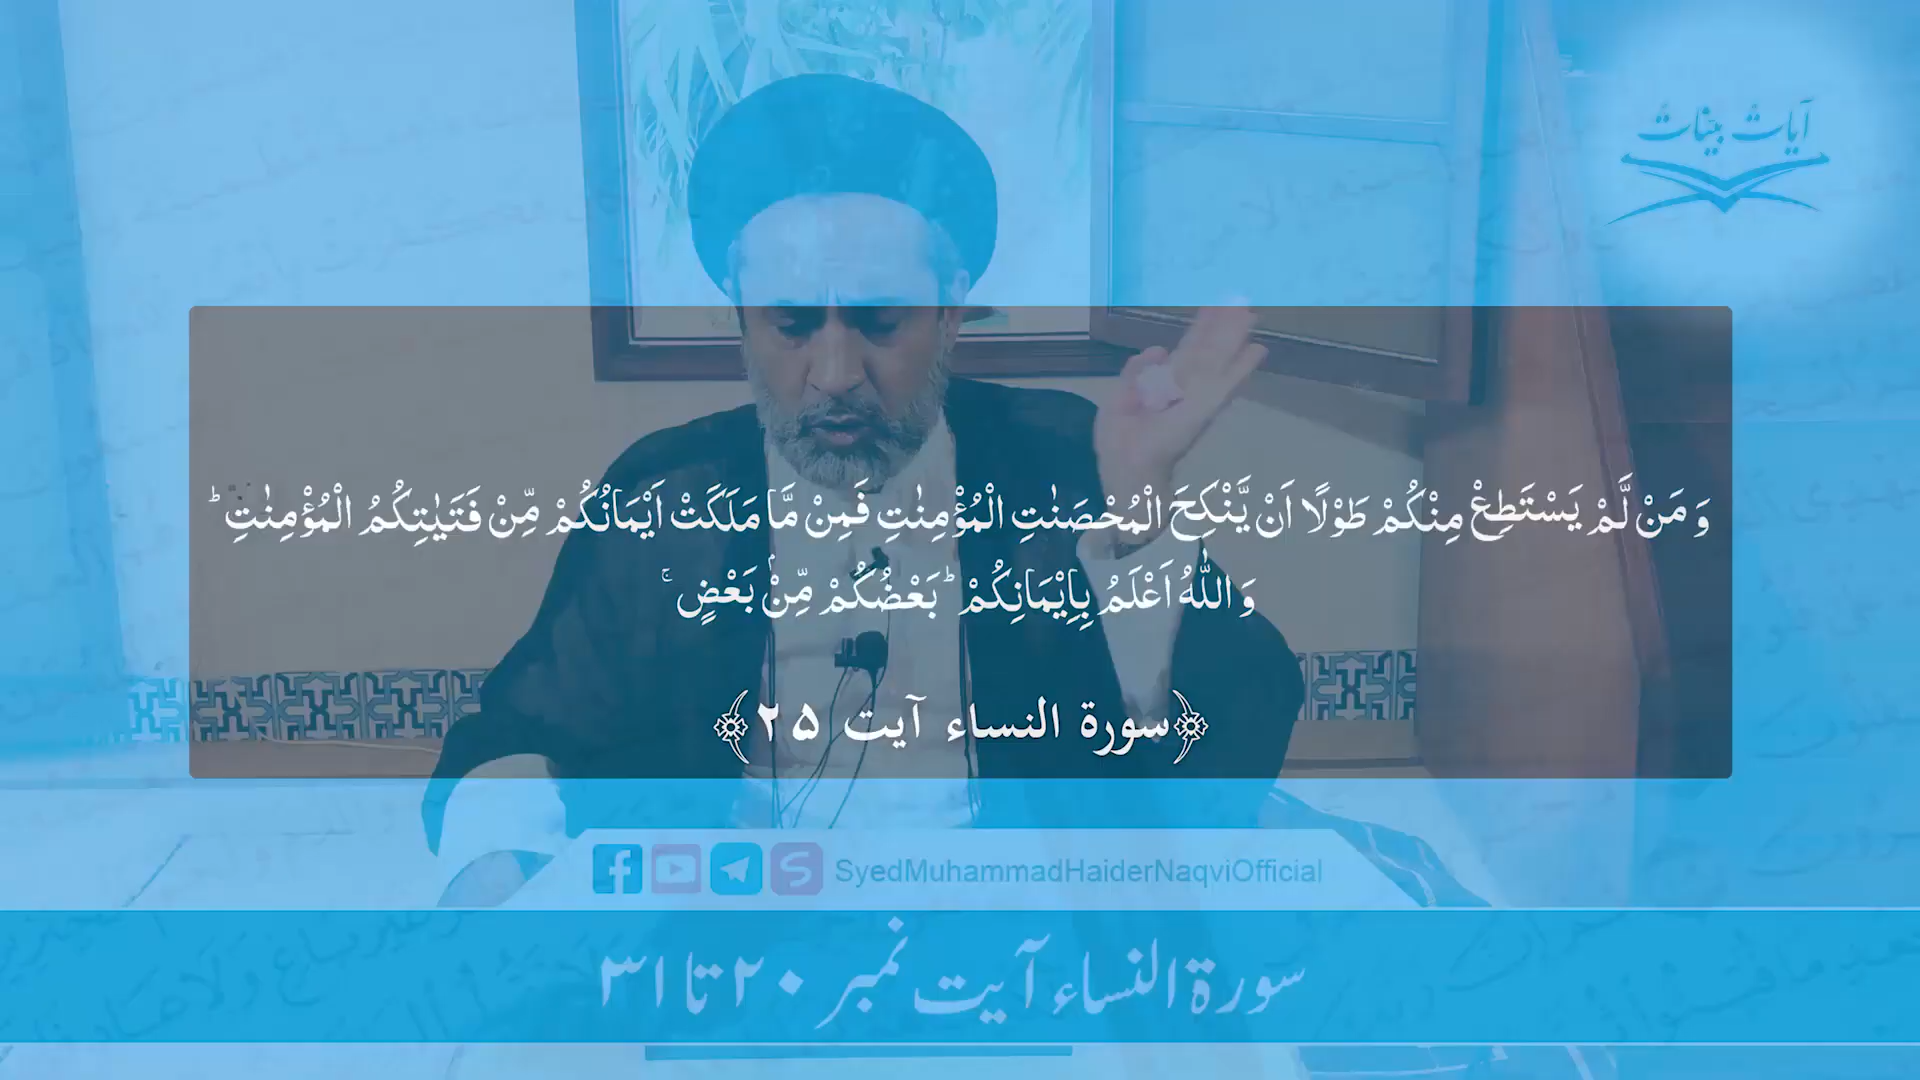 آیات بینات
وَ مَنْ لَّمْ یَسْتَطِعْ مِنْكُمْ طَوْلًا اَنْ یَّنْكِحَ الْمُحْصَنٰتِ الْمُؤْمِنٰتِ فَمِنْ مَّا مَلَكَتْ اَیْمَانُكُمْ مِّنْ فَتَیٰتِكُمُ الْمُؤْمِنٰتِ ؕ
وَ اللّٰهُ اَعْلَمُ بِاِیْمَانِكُمْ ؕ بَعْضُكُمْ مِّنْۢ بَعْضٍ ۚ
﴿سورة النساء آیت ۲۵﴾
SyedMuhammadHaiderNaqviOfficial
سورۃ النساء آیت نمبر ۲۰ تا ۳۱